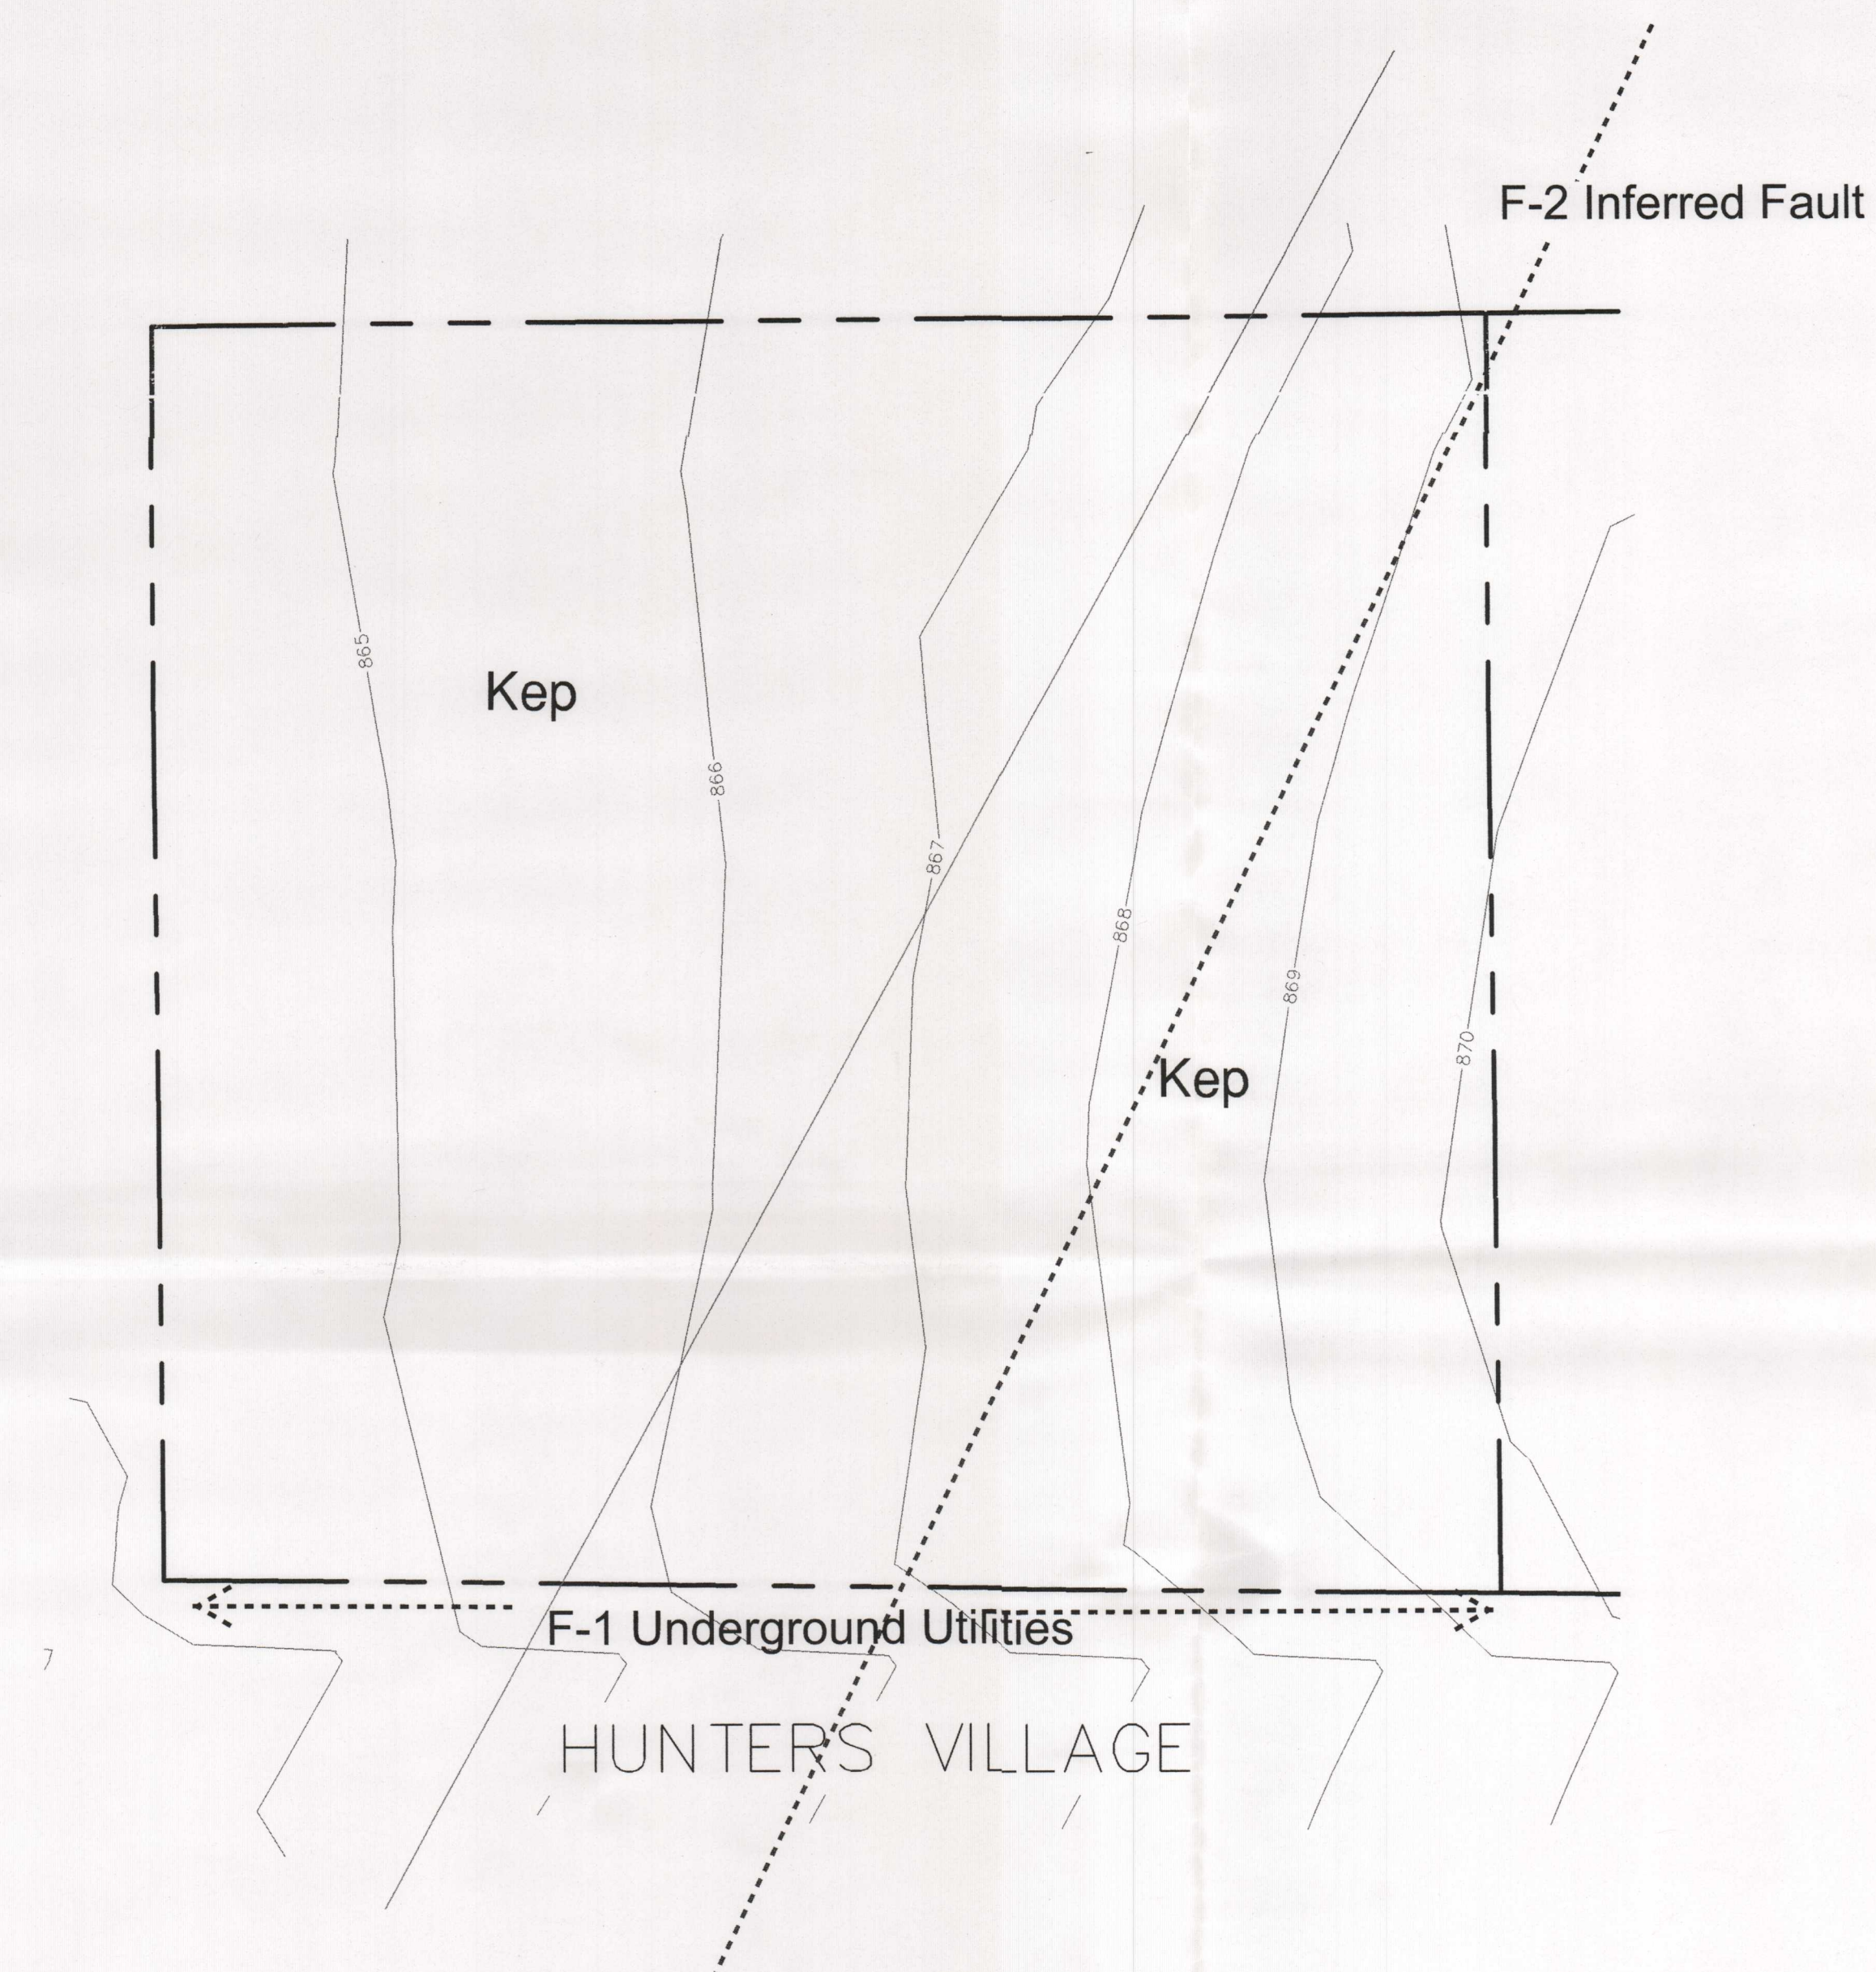 F-2 Inferred Fault
865
Kep
866
867
868
869
870
Kep
F-1 Underground Utilities
HUNTERS VILLAGE